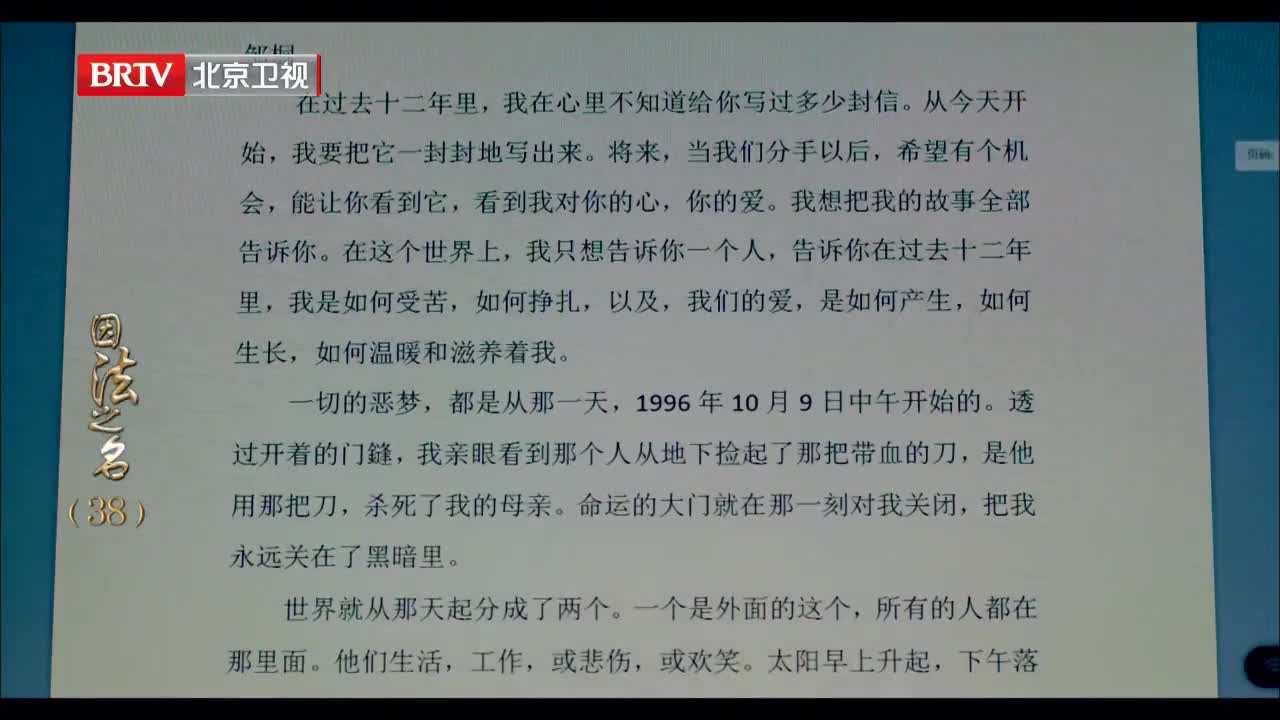 BRTV 北京卫视
在过去十二年里，我在心里不知道给你写过多少封信。从今天开
始，我要把它一封封地写出来。将来，当我们分手以后，希望有个机
会，能让你看到它，看到我对你的心，你的爱。我想把我的故事全部
告诉你。在这个世界上，我只想告诉你一个人，告诉你在过去十二年
里，我是如何受苦，如何挣扎，以及，我们的爱，是如何产生，如何
生长，如何温暖和滋养着我。
一切的恶梦，都是从那一天，1996 年 10 月 9 日中午开始的。透
过开着的门鏠，我亲眼看到那个人从地下捡起了那把带血的刀，是他
用那把刀，杀死了我的母亲。命运的大门就在那一刻对我关闭，把我
永远关在了黑暗里。
世界就从那天起分成了两个。一个是外面的这个，所有的人都在
那里面。他们生活，工作，或悲伤，或欢笑。太阳早上升起，下午落
因法之名
（38）